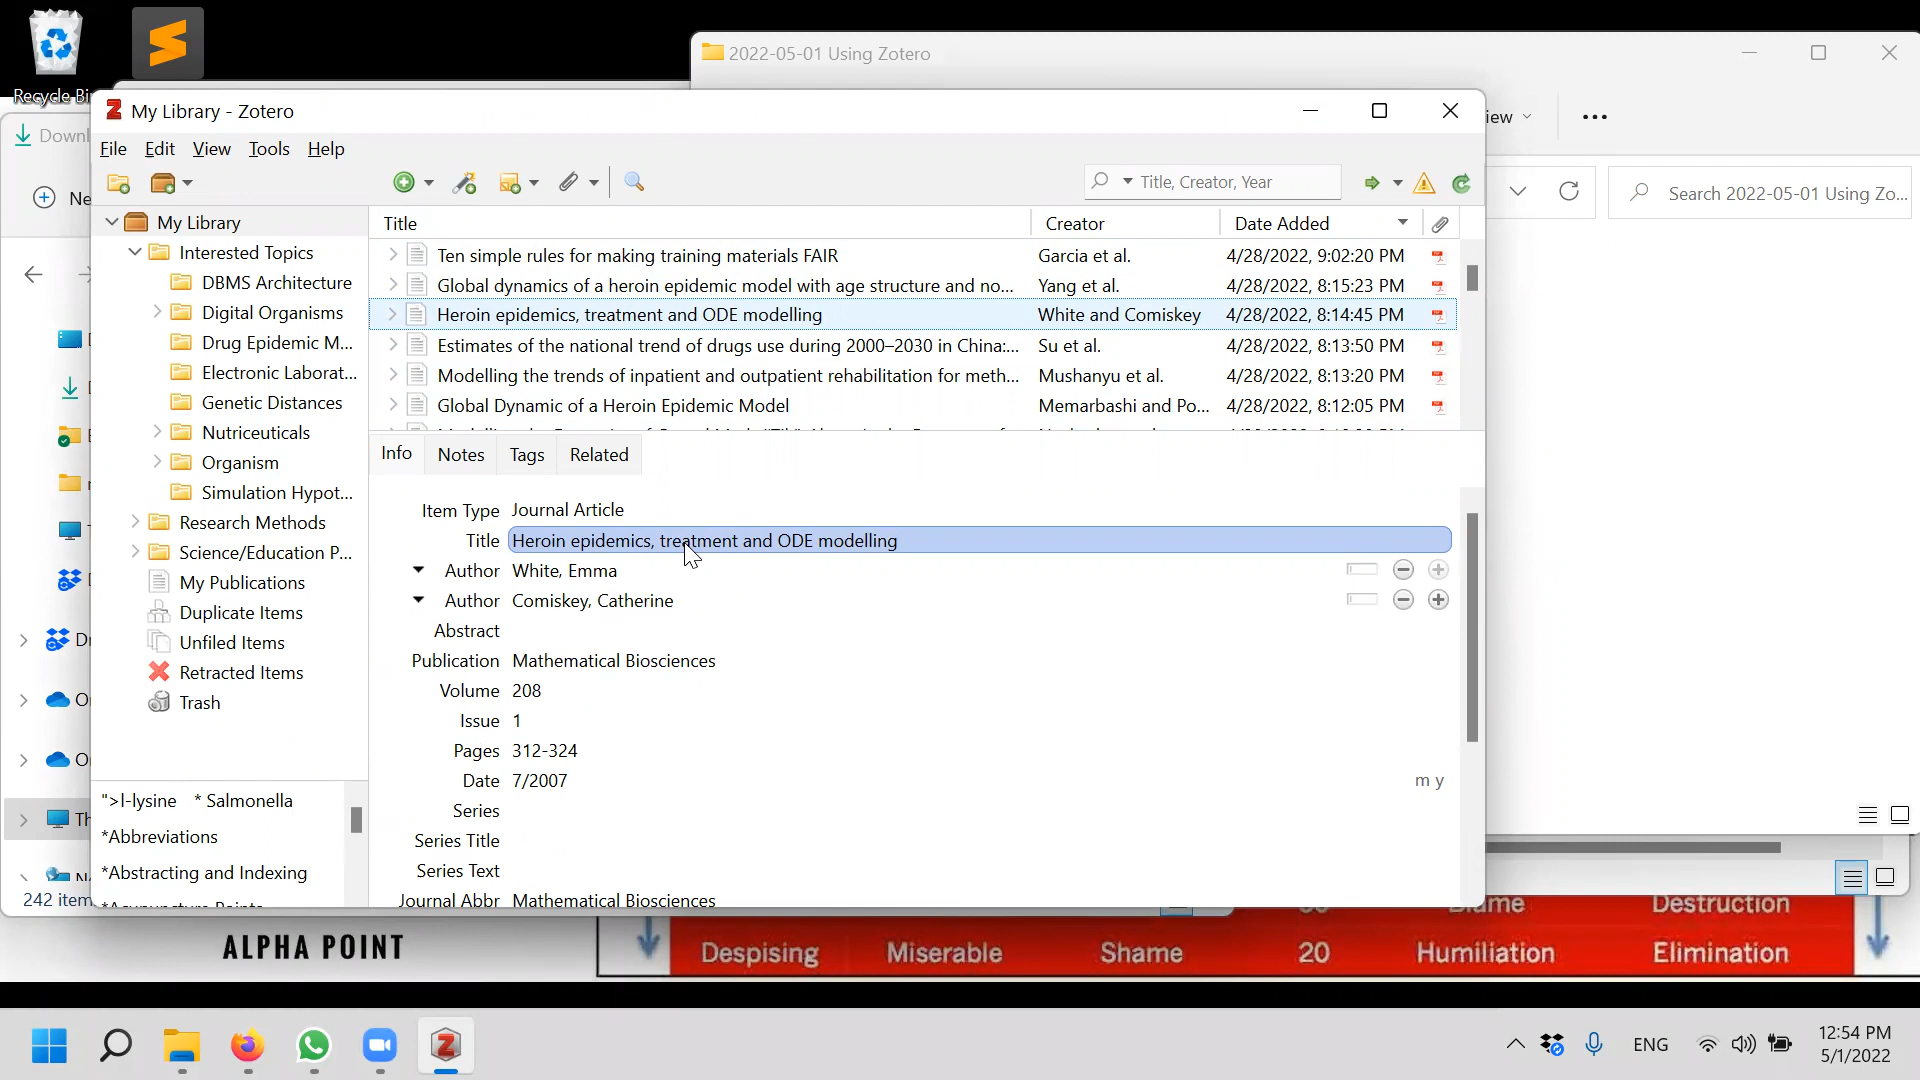 Recycle Bi
2022-05-01 Using Zotero
My Library - Zotero
Downl
File Edit View Tools Help
iew
Ne
Title, Creator, Year
Search 2022-05-01 Using Zo...
My Library
Interested Topics
DBMS Architecture
Digital Organisms
Drug Epidemic M...
Electronic Laborat...
Genetic Distances
Nutriceuticals
Organism
Simulation Hypot...
Research Methods
Science/Education P...
My Publications
Duplicate Items
Unfiled Items
Retracted Items
Trash
Title Creator Date Added
Ten simple rules for making training materials FAIR Garcia et al. 4/28/2022, 9:02:20 PM
Global dynamics of a heroin epidemic model with age structure and no... Yang et al. 4/28/2022, 8:15:23 PM
Heroin epidemics, treatment and ODE modelling White and Comiskey 4/28/2022, 8:14:45 PM
Estimates of the national trend of drugs use during 2000–2030 in China:... Su et al. 4/28/2022, 8:13:50 PM
Modelling the trends of inpatient and outpatient rehabilitation for meth... Mushanyu et al. 4/28/2022, 8:13:20 PM
Global Dynamic of a Heroin Epidemic Model Memarbashi and Po... 4/28/2022, 8:12:05 PM
Info Notes Tags Related
Item Type Journal Article
Title Heroin epidemics, treatment and ODE modelling
Author White, Emma
Author Comiskey, Catherine
Abstract
Publication Mathematical Biosciences
Volume 208
Issue 1
Pages 312-324
Date 7/2007 m y
Series
Series Title
Series Text
Journal Abbr Mathematical Biosciences
">l-lysine * Salmonella
*Abbreviations
*Abstracting and Indexing
Dr
Or
Or
Th
242 item
ALPHA POINT
Blame Destruction
Despising Miserable Shame 20 Humiliation Elimination
ENG
12:54 PM
5/1/2022